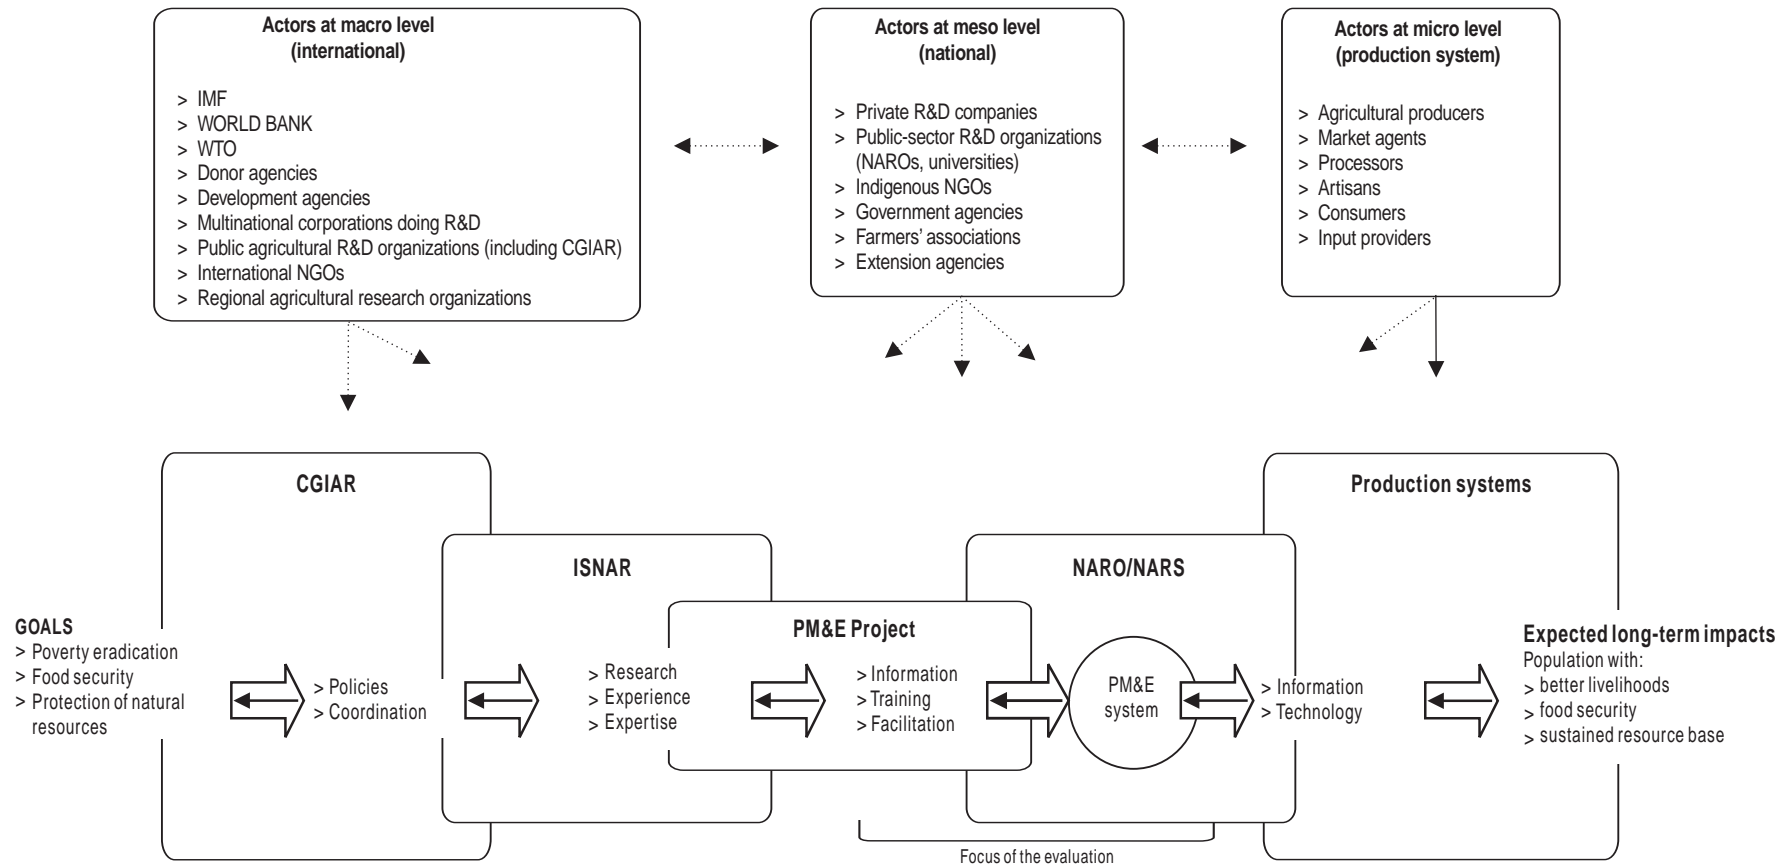 Actors at macro level
(international)
> IMF
> WORLD BANK
> WTO
> Donor agencies
> Development agencies
> Multinational corporations doing R&D
> Public agricultural R&D organizations (including CGIAR)
> International NGOs
> Regional agricultural research organizations
Actors at meso level
(national)
> Private R&D companies
> Public-sector R&D organizations
(NAROs, universities)
> Indigenous NGOs
> Government agencies
> Farmers' associations
> Extension agencies
Actors at micro level
(production system)
> Agricultural producers
> Market agents
> Processors
> Artisans
> Consumers
> Input providers
GOALS
> Poverty eradication
> Food security
> Protection of natural
resources
CGIAR
> Policies
> Coordination
ISNAR
> Research
> Experience
> Expertise
PM&E Project
> Information
> Training
> Facilitation
NARO/NARS
PM&E
system
> Information
> Technology
Production systems
Expected long-term impacts
Population with:
> better livelihoods
> food security
> sustained resource base
Focus of the evaluation